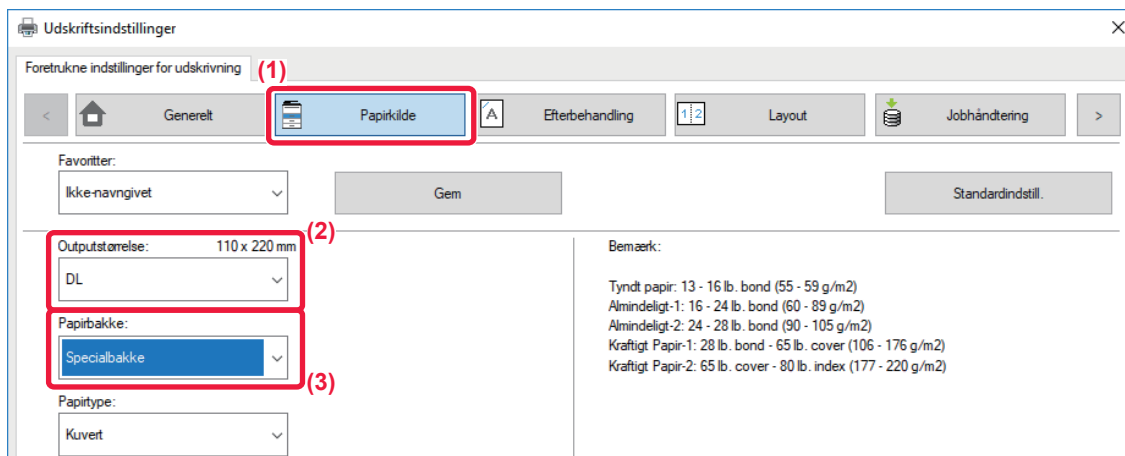 Udskriftsindstillinger
Foretrukne indstillinger for udskrivning
(1)
< Generelt Papirkilde Efterbehandling Layout Jobhåndtering >
Favoritter:
Ikke-navngivet Gem Standardindstill.
(2)
Outputstørrelse: 110 x 220 mm
DL
Papirbakke:
Specialbakke
(3)
Papirtype:
Kuvert
Bemærk:
Tyndt papir: 13 - 16 lb. bond (55 - 59 g/m2)
Almindeligt-1: 16 - 24 lb. bond (60 - 89 g/m2)
Almindeligt-2: 24 - 28 lb. bond (90 - 105 g/m2)
Kraftigt Papir-1: 28 lb. bond - 65 lb. cover (106 - 176 g/m2)
Kraftigt Papir-2: 65 lb. cover - 80 lb. index (177 - 220 g/m2)